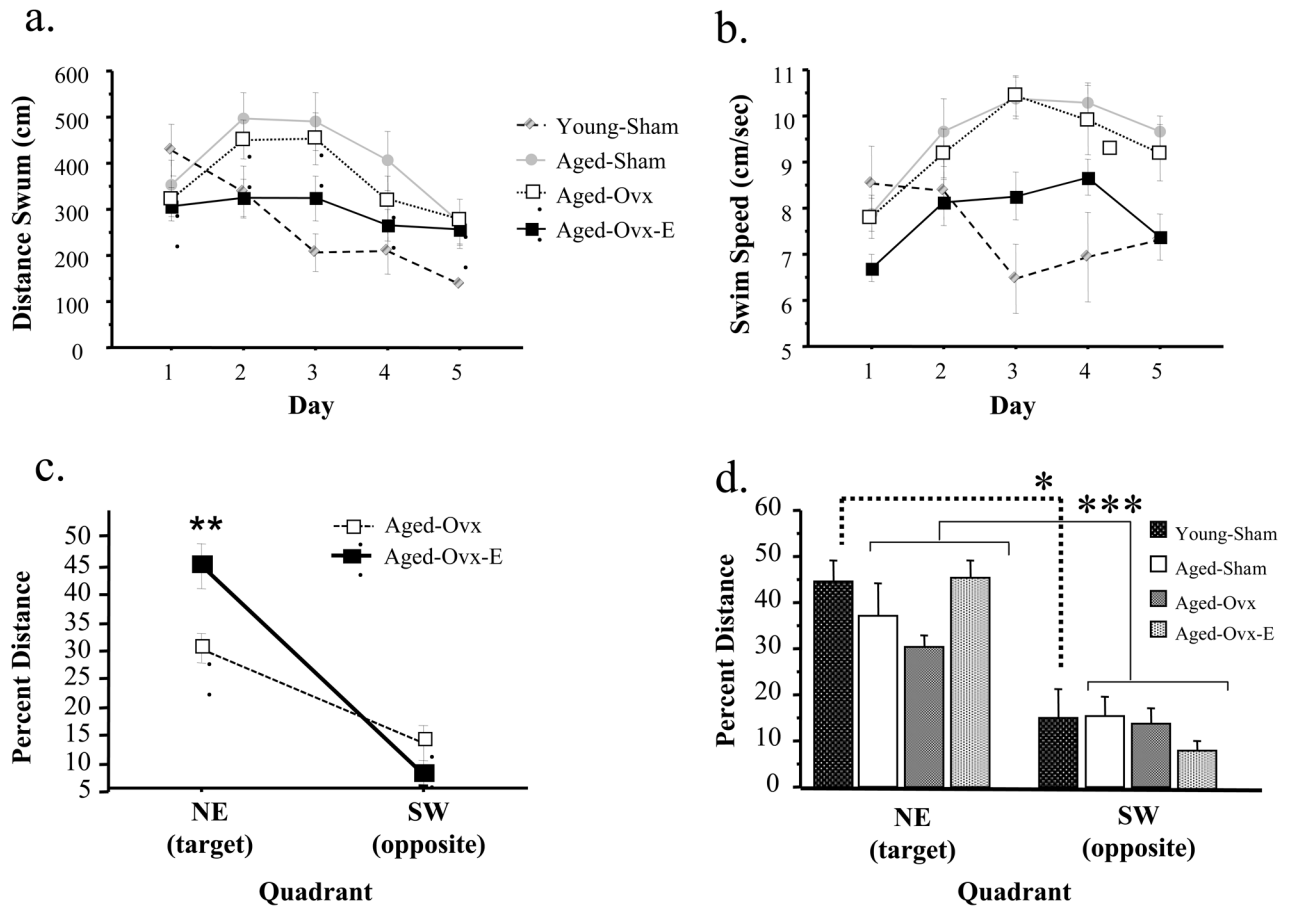 a.
Distance Swum (cm)
600
500
400
300
200
100
0
1 2 3 4 5
Day
Young-Sham
Aged-Sham
Aged-Ovx
Aged-Ovx-E
b.
Swim Speed (cm/sec)
11
10
9
8
7
6
5
1 2 3 4 5
Day
c.
Percent Distance
50
45
40
35
30
25
20
15
10
5
**
Aged-Ovx
Aged-Ovx-E
NE
(target)
SW
(opposite)
Quadrant
d.
Percent Distance
60
50
40
30
20
10
0
*
***
Young-Sham
Aged-Sham
Aged-Ovx
Aged-Ovx-E
NE
(target)
SW
(opposite)
Quadrant